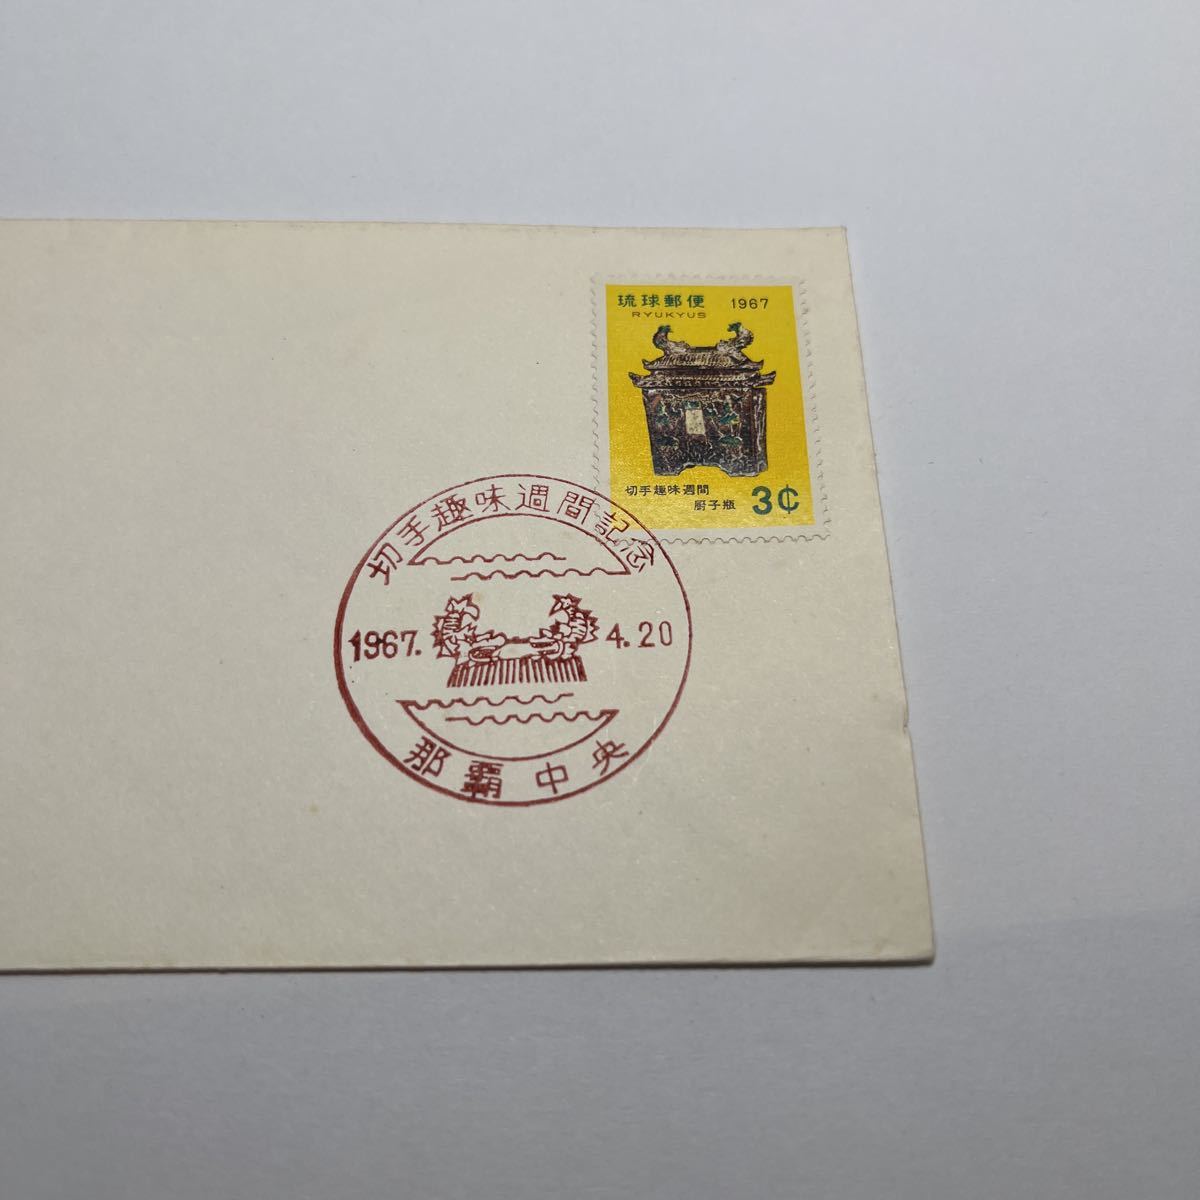 琉球郵便 1967
RYUKYUS
切手趣味週間
厨子瓶 3¢
切手趣味週間記念
1967. 4.20
那覇中央